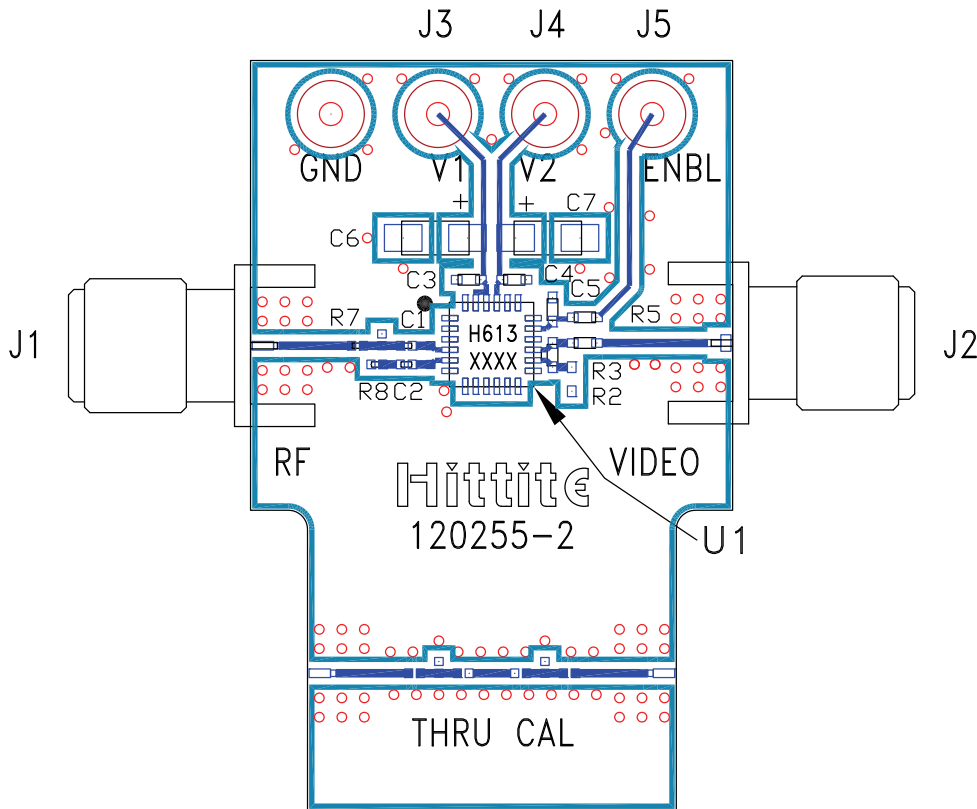 J3 J4 J5
GND V1 V2 ENBL
+ +
C6 C7
C3 C4
C5
R7 C1 R5
H613
XXXX
J1 J2
R3
R8 C2 R2
RF VIDEO
Hittite
120255-2
U1
THRU CAL